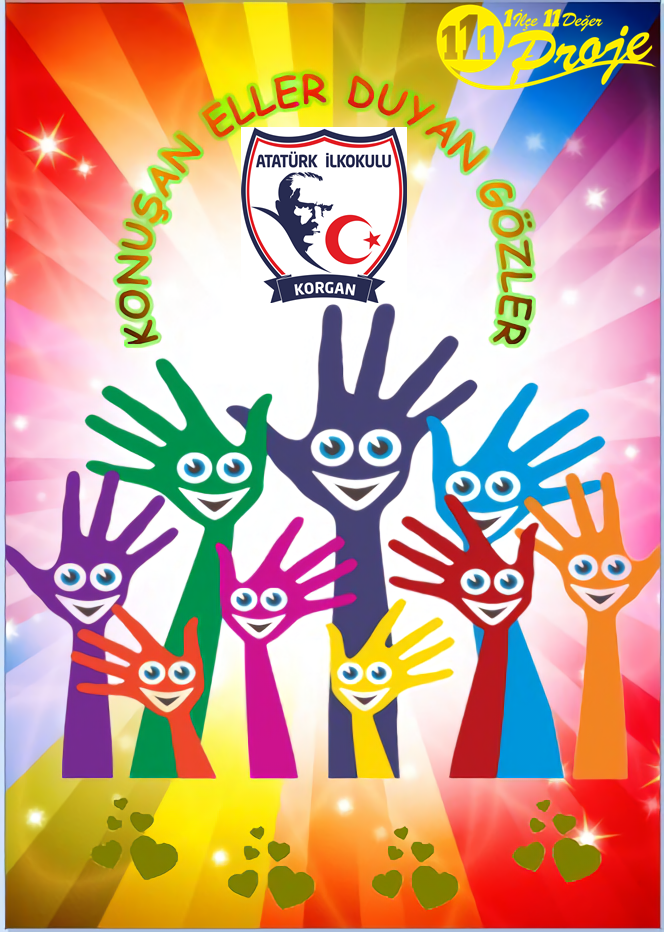 111 1 İlçe 11 Değer
Proje
KONUŞAN ELLER DUYAN GÖZLER
ATATÜRK İLKOKULU
KORGAN